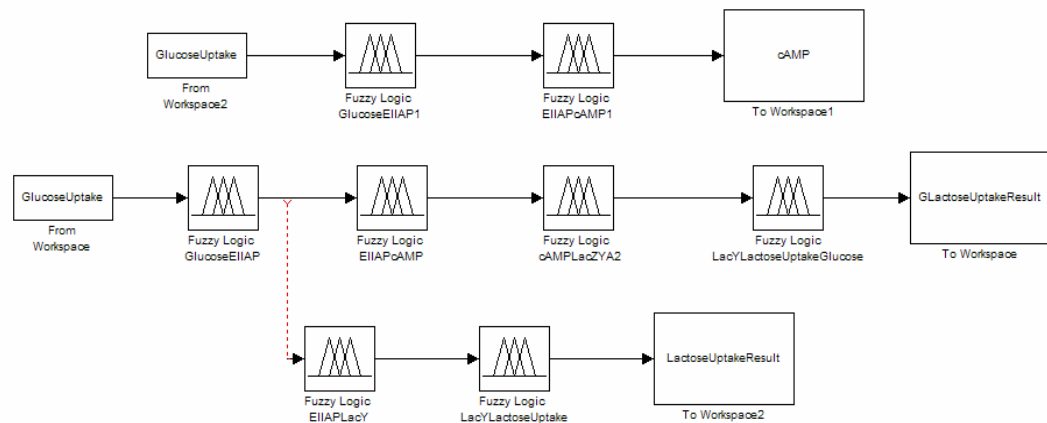 GlucoseUptake
From
Workspace2
Fuzzy Logic
GlucoseEIIAP1
Fuzzy Logic
EIIAPcAMP1
cAMP
To Workspace1
GlucoseUptake
From
Workspace
Fuzzy Logic
GlucoseEIIAP
Fuzzy Logic
EIIAPcAMP
Fuzzy Logic
cAMPLacZYA2
Fuzzy Logic
LacYLactoseUptakeGlucose
GLactoseUptakeResult
To Workspace
Fuzzy Logic
EIIAPLacY
Fuzzy Logic
LacYLactoseUptake
LactoseUptakeResult
To Workspace2